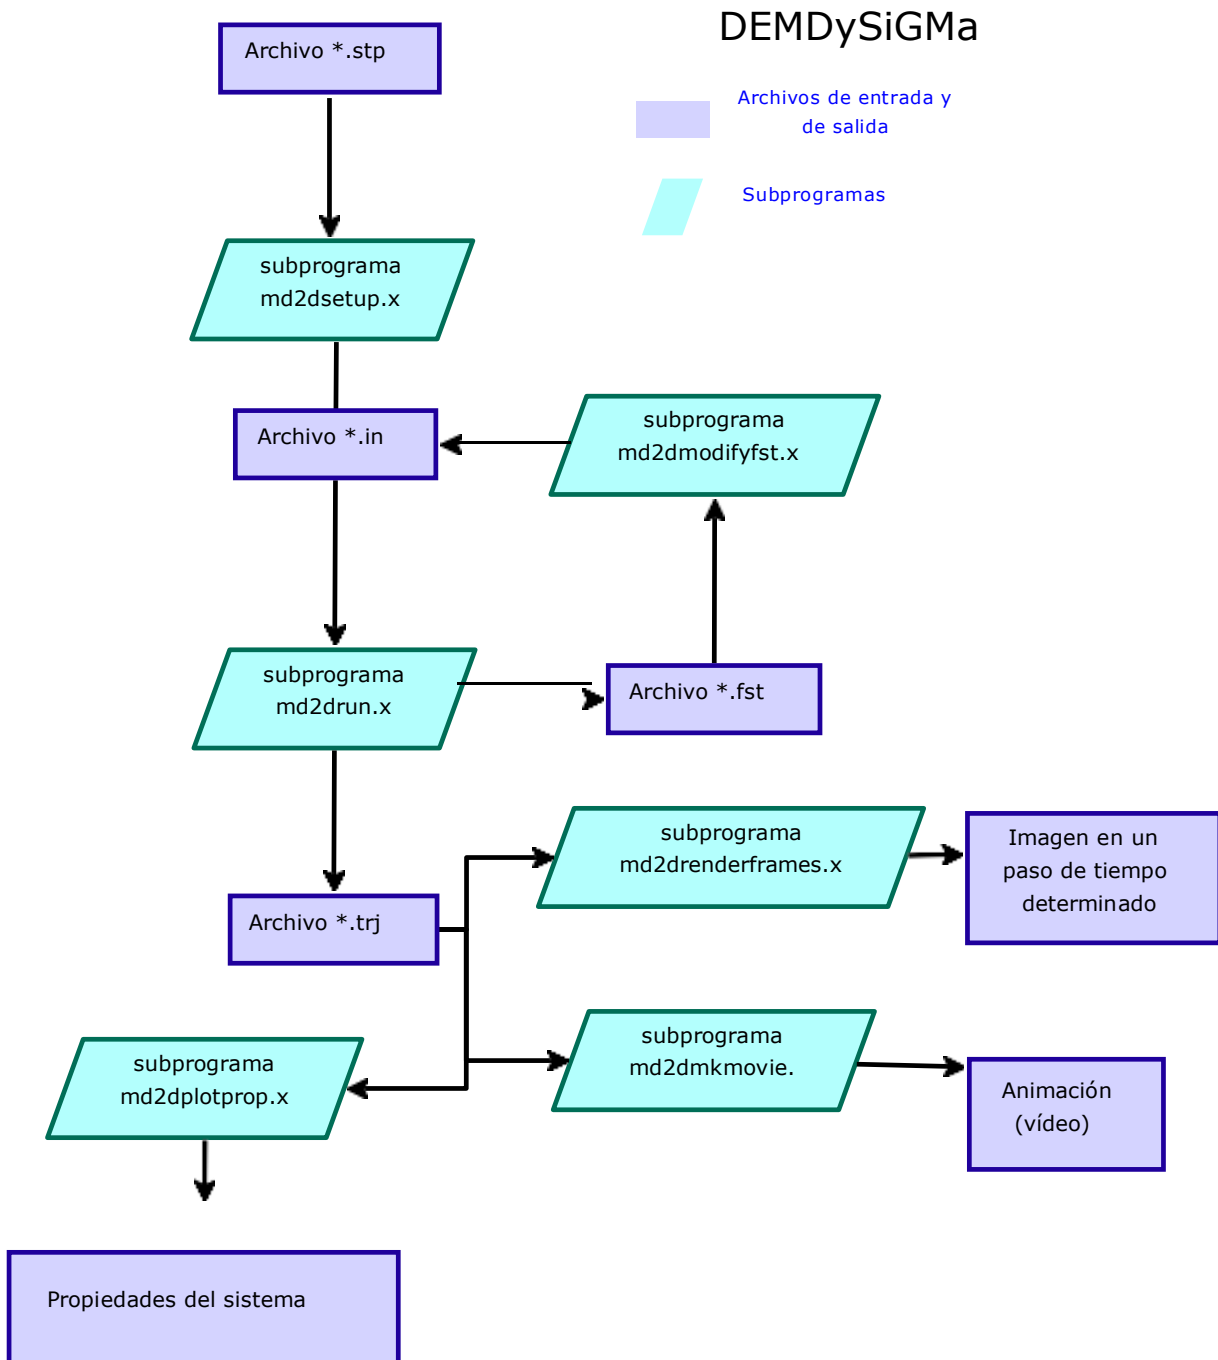 DEMDySiGMa
Archivo *.stp
Archivos de entrada y
de salida
Subprogramas
subprograma
md2dsetup.x
Archivo *.in
subprograma
md2dmodifyfst.x
subprograma
md2drun.x
Archivo *.fst
subprograma
md2drenderframes.x
Imagen en un
paso de tiempo
determinado
Archivo *.trj
subprograma
md2dmkmovie.
Animación
(vídeo)
subprograma
md2dplotprop.x
Propiedades del sistema